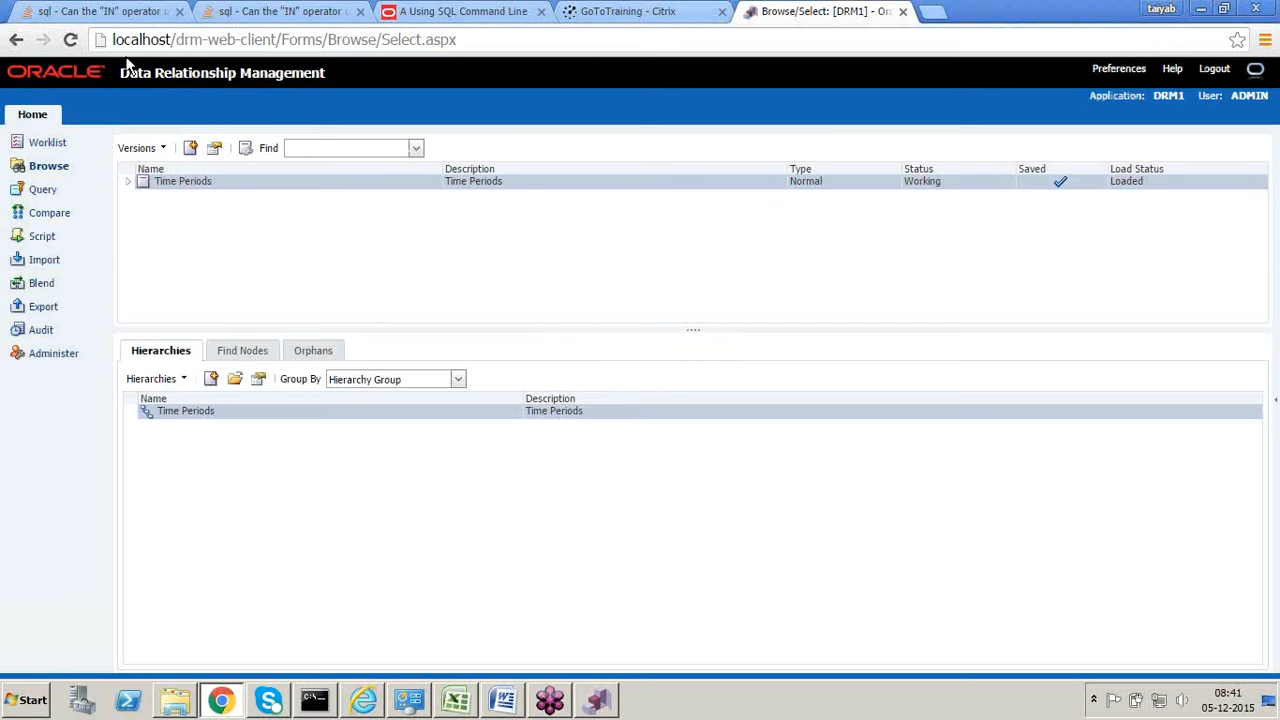 sql - Can the "IN" operator u
sql - Can the "IN" operator
A Using SQL Command Line
GoToTraining - Citrix
Browse/Select: [DRM1] - Or
tayab
localhost/drm-web-client/Forms/Browse/Select.aspx
ORACLE Data Relationship Management
Preferences Help Logout
Application: DRM1 User: ADMIN
Home
Worklist
Browse
Query
Compare
Script
Import
Blend
Export
Audit
Administer
Versions Find
Name Description Type Status Saved Load Status
Time Periods Time Periods Normal Working Loaded
Hierarchies Find Nodes Orphans
Hierarchies Group By Hierarchy Group
Name Description
Time Periods Time Periods
Start
08:41
05-12-2015